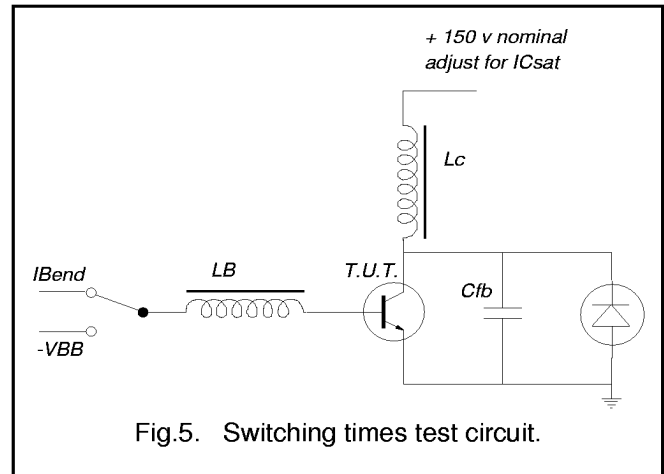 + 150 v nominal
adjust for ICsat
Lc
IBend
LB
T.U.T.
Cfb
-VBB
Fig.5. Switching times test circuit.